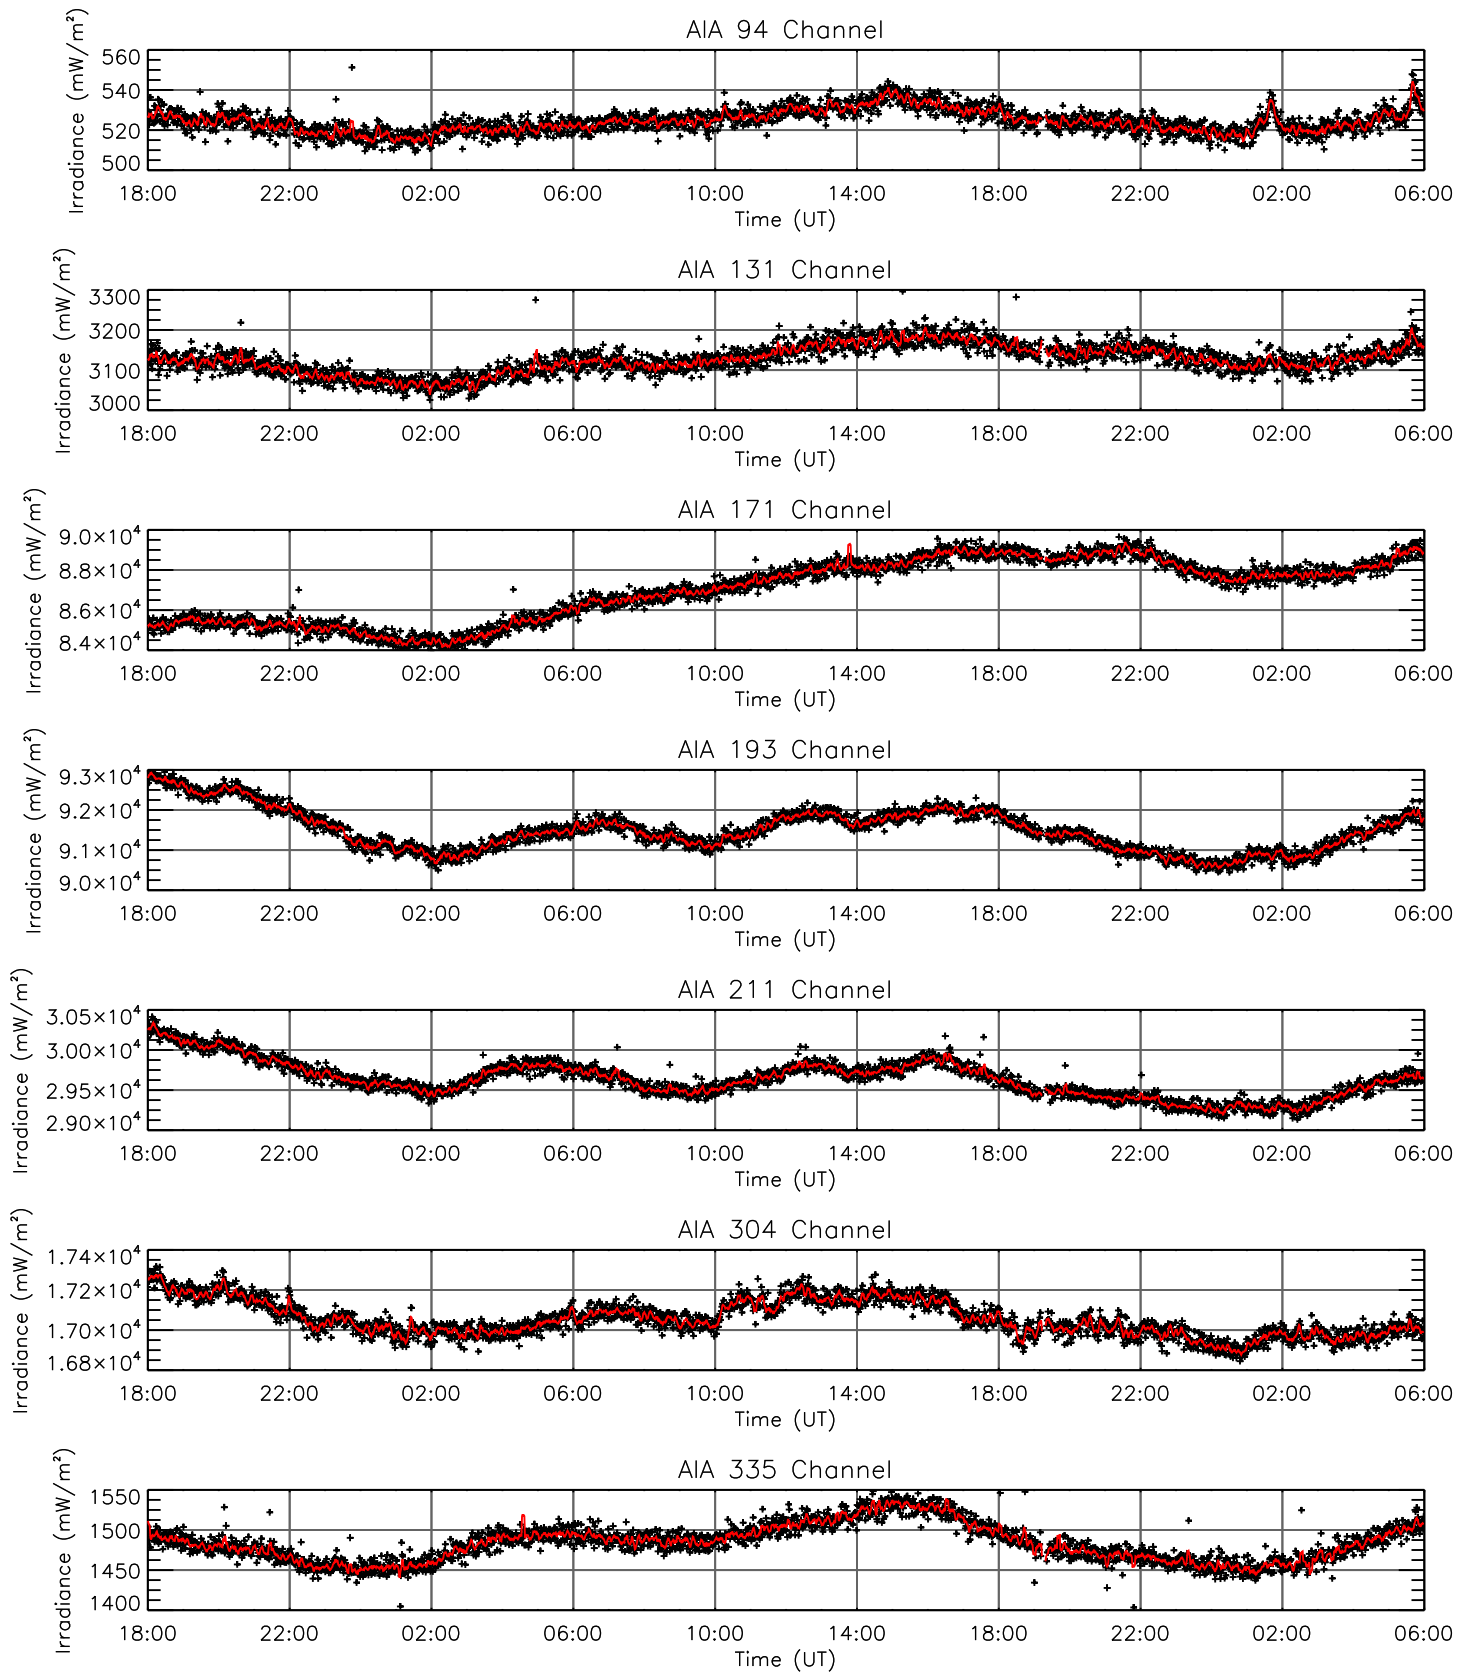 AIA 94 Channel
Irradiance (mW/m²)
560
540
520
500
18:00 22:00 02:00 06:00 10:00 14:00 18:00 22:00 02:00 06:00
Time (UT)
AIA 131 Channel
Irradiance (mW/m²)
3300
3200
3100
3000
18:00 22:00 02:00 06:00 10:00 14:00 18:00 22:00 02:00 06:00
Time (UT)
AIA 171 Channel
Irradiance (mW/m²)
9.0×10⁴
8.8×10⁴
8.6×10⁴
8.4×10⁴
18:00 22:00 02:00 06:00 10:00 14:00 18:00 22:00 02:00 06:00
Time (UT)
AIA 193 Channel
Irradiance (mW/m²)
9.3×10⁴
9.2×10⁴
9.1×10⁴
9.0×10⁴
18:00 22:00 02:00 06:00 10:00 14:00 18:00 22:00 02:00 06:00
Time (UT)
AIA 211 Channel
Irradiance (mW/m²)
3.05×10⁴
3.00×10⁴
2.95×10⁴
2.90×10⁴
18:00 22:00 02:00 06:00 10:00 14:00 18:00 22:00 02:00 06:00
Time (UT)
AIA 304 Channel
Irradiance (mW/m²)
1.74×10⁴
1.72×10⁴
1.70×10⁴
1.68×10⁴
18:00 22:00 02:00 06:00 10:00 14:00 18:00 22:00 02:00 06:00
Time (UT)
AIA 335 Channel
Irradiance (mW/m²)
1550
1500
1450
1400
18:00 22:00 02:00 06:00 10:00 14:00 18:00 22:00 02:00 06:00
Time (UT)